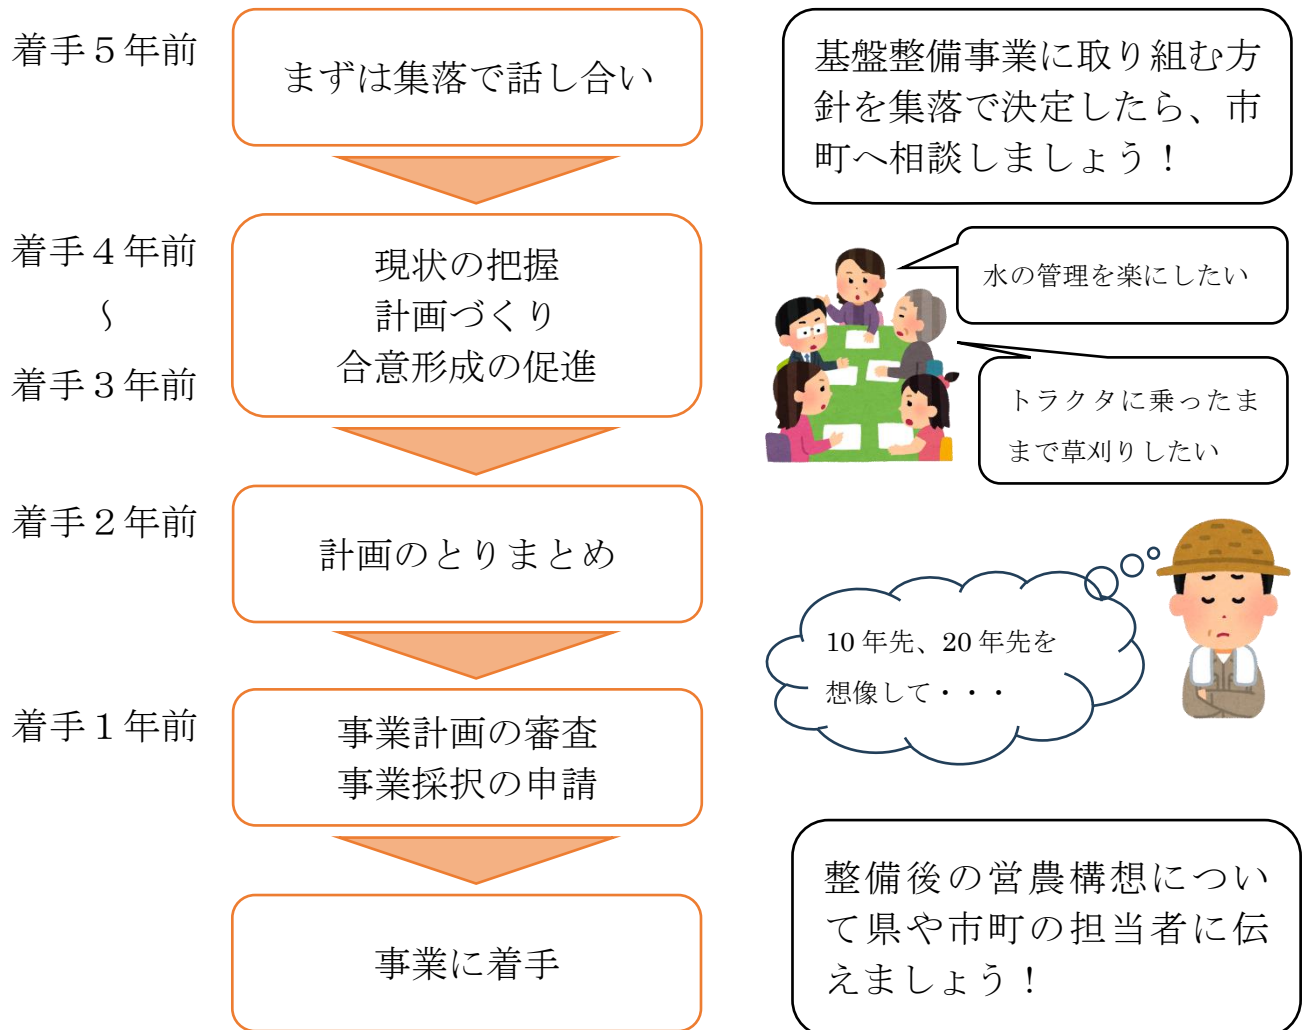 着手５年前
まずは集落で話し合い
基盤整備事業に取り組む方
針を集落で決定したら、市
町へ相談しましょう！
着手４年前
～
着手３年前
現状の把握
計画づくり
合意形成の促進
水の管理を楽にしたい
トラクタに乗ったま
まで草刈りしたい
着手２年前
計画のとりまとめ
10 年先、20 年先を
想像して・・・
着手１年前
事業計画の審査
事業採択の申請
事業に着手
整備後の営農構想につい
て県や市町の担当者に伝
えましょう！